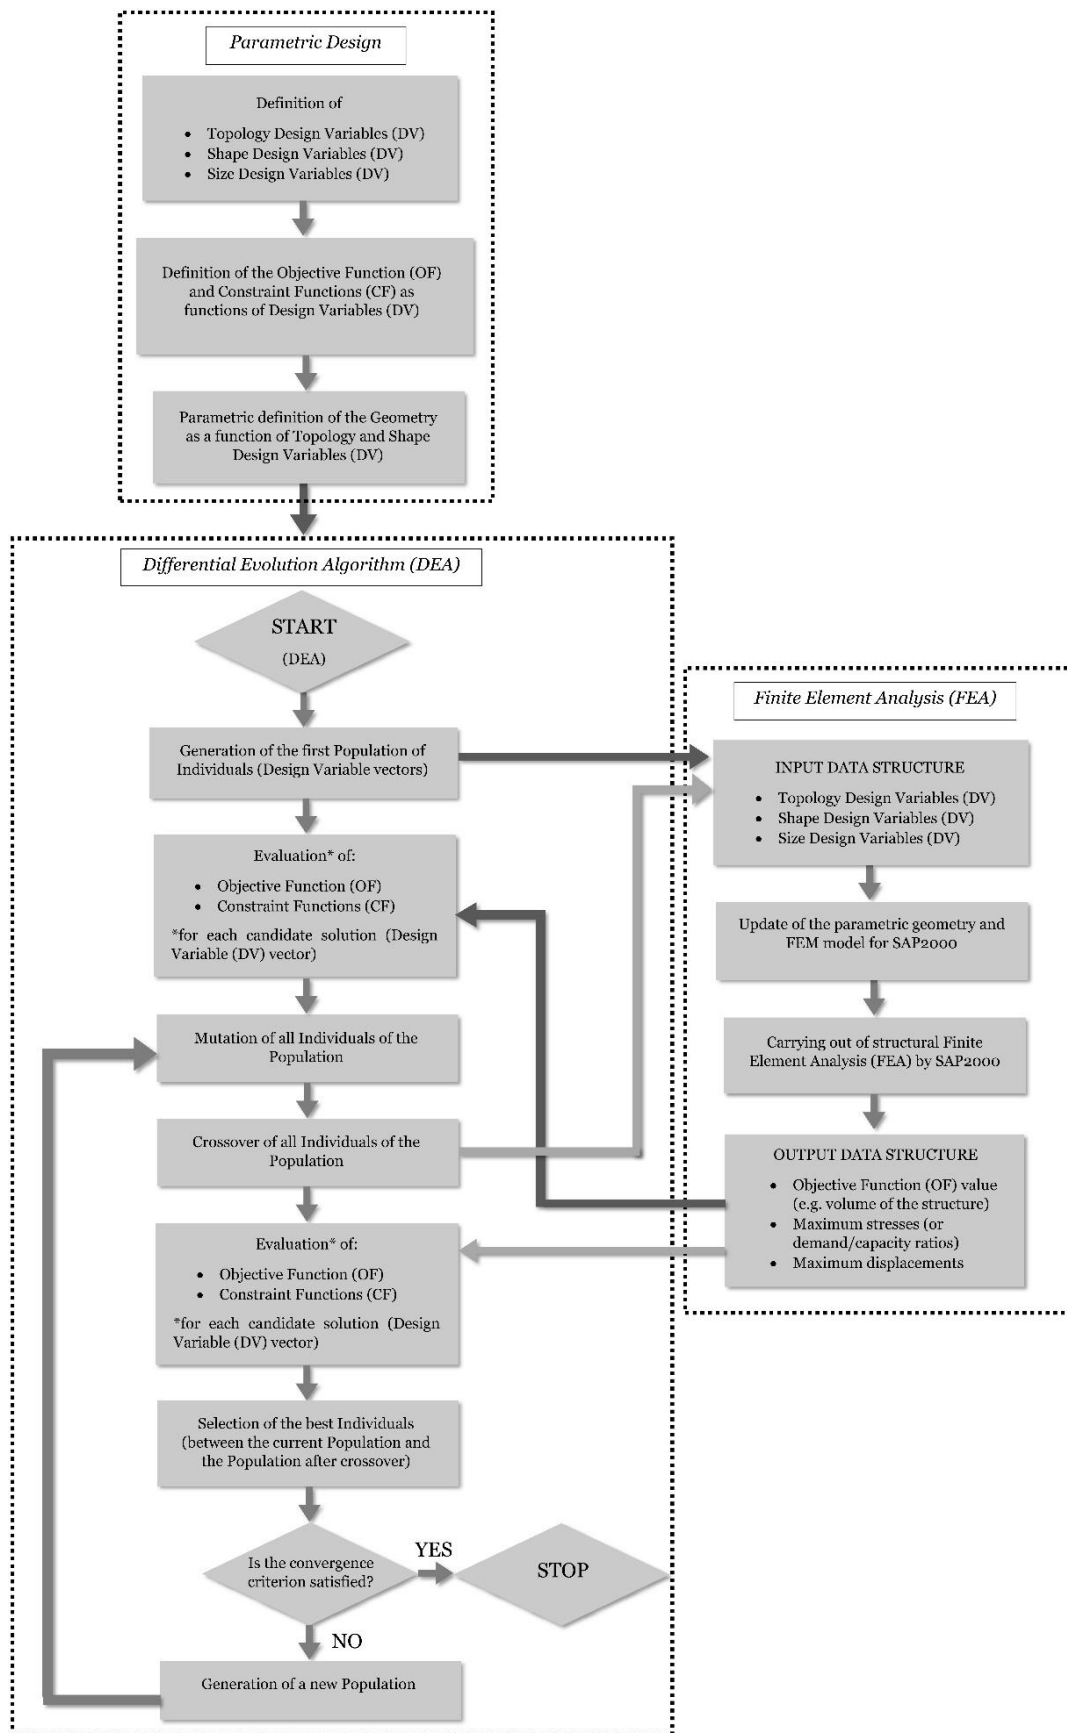 Parametric Design
Definition of
• Topology Design Variables (DV)
• Shape Design Variables (DV)
• Size Design Variables (DV)
Definition of the Objective Function (OF)
and Constraint Functions (CF) as
functions of Design Variables (DV)
Parametric definition of the Geometry
as a function of Topology and Shape
Design Variables (DV)
Differential Evolution Algorithm (DEA)
START
(DEA)
Generation of the first Population of
Individuals (Design Variable vectors)
Evaluation* of:
• Objective Function (OF)
• Constraint Functions (CF)
*for each candidate solution (Design
Variable (DV) vector)
Mutation of all Individuals of the
Population
Crossover of all Individuals of the
Population
Evaluation* of:
• Objective Function (OF)
• Constraint Functions (CF)
*for each candidate solution (Design
Variable (DV) vector)
Selection of the best Individuals
(between the current Population and
the Population after crossover)
Is the convergence
criterion satisfied?
YES
STOP
NO
Generation of a new Population
Finite Element Analysis (FEA)
INPUT DATA STRUCTURE
• Topology Design Variables (DV)
• Shape Design Variables (DV)
• Size Design Variables (DV)
Update of the parametric geometry and
FEM model for SAP2000
Carrying out of structural Finite
Element Analysis (FEA) by SAP2000
OUTPUT DATA STRUCTURE
• Objective Function (OF) value
(e.g. volume of the structure)
• Maximum stresses (or
demand/capacity ratios)
• Maximum displacements